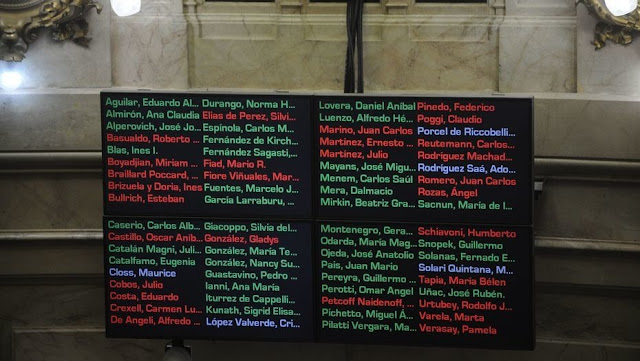 Aguilar, Eduardo Al...
Almirón, Ana Claudia
Alperovich, José Jo...
Basualdo, Roberto ...
Blas, Ines I.
Boyadjian, Miriam ...
Braillard Poccard, ...
Brizuela y Doria, Ines
Bullrich, Esteban
Durango, Norma H...
Elias de Perez, Silvi...
Espinola, Carlos M...
Fernández de Kirch...
Fernández Sagasti,...
Fiad, Mario R.
Fiore Viñuales, Mar...
Fuentes, Marcelo J...
García Larraburu, ...
Lovera, Daniel Aníbal
Luenzo, Alfredo Hé...
Marino, Juan Carlos
Martínez, Ernesto ...
Martínez, Julio
Mayans, José Migu...
Menem, Carlos Saúl
Mera, Dalmacio
Mirkin, Beatriz Gra...
Pinedo, Federico
Poggi, Claudio
Porcel de Riccobelli...
Reutemann, Carlos...
Rodriguez Machad...
Rodríguez Saá, Ado...
Romero, Juan Carlos
Rozas, Ángel
Sacnun, María de l...
Caserio, Carlos Alb...
Castillo, Oscar Aníb...
Catalán Magni, Juli...
Catalfamo, Eugenia
Closs, Maurice
Cobos, Julio
Costa, Eduardo
Crexell, Carmen Lu...
De Angeli, Alfredo ...
Giacoppo, Silvia del...
González, Gladys
González, María Te...
González, Nancy Su...
Guastavino, Pedro ...
Ianni, Ana María
Iturrez de Cappelli...
Kunath, Sigrid Elisa...
López Valverde, Cri...
Montenegro, Gera...
Odarda, María Mag...
Ojeda, José Anatolio
Pais, Juan Mario
Pereyra, Guillermo ...
Perotti, Omar Angel
Petcoff Naidenoff, ...
Pichetto, Miguel Á...
Pilatti Vergara, Ma...
Schiavoni, Humberto
Snopek, Guillermo
Solanas, Fernado E...
Solari Quintana, M...
Tapia, María Belén
Uñac, José Rubén.
Urtubey, Rodolfo J...
Varela, Marta
Verasay, Pamela